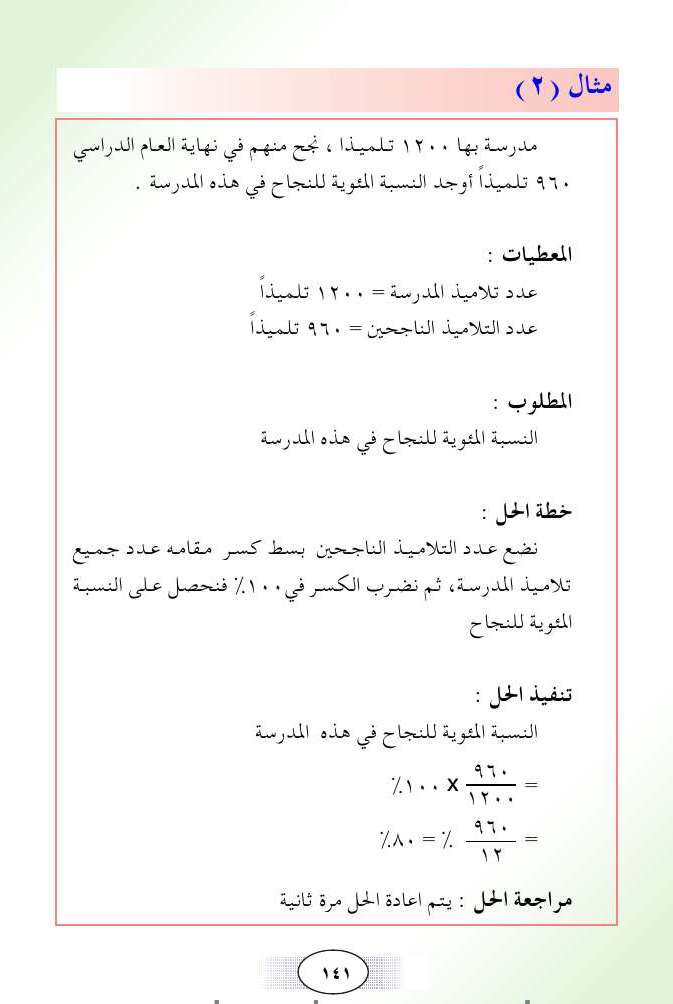 مثال ( ٢ )
مدرسة بها ١٢٠٠ تلميذا ، نجح منهم في نهاية العام الدراسي
٩٦٠ تلميذاً أوجد النسبة المئوية للنجاح في هذه المدرسة .
المعطيات :
عدد تلاميذ المدرسة = ١٢٠٠ تلميذاً
عدد التلاميذ الناجحين = ٩٦٠ تلميذاً
المطلوب :
النسبة المئوية للنجاح في هذه المدرسة
خطة الحل :
نضع عدد التلاميذ الناجحين بسط كسر مقامه عدد جميع
تلاميذ المدرسة، ثم نضرب الكسر في ١٠٠٪ فنحصل على النسبة
المئوية للنجاح
تنفيذ الحل :
النسبة المئوية للنجاح في هذه المدرسة
= ٩٦٠/١٢٠٠ X ١٠٠٪
= ٩٦٠/١٢ ٪ = ٨٠٪
مراجعة الحل : يتم اعادة الحل مرة ثانية
١٤١